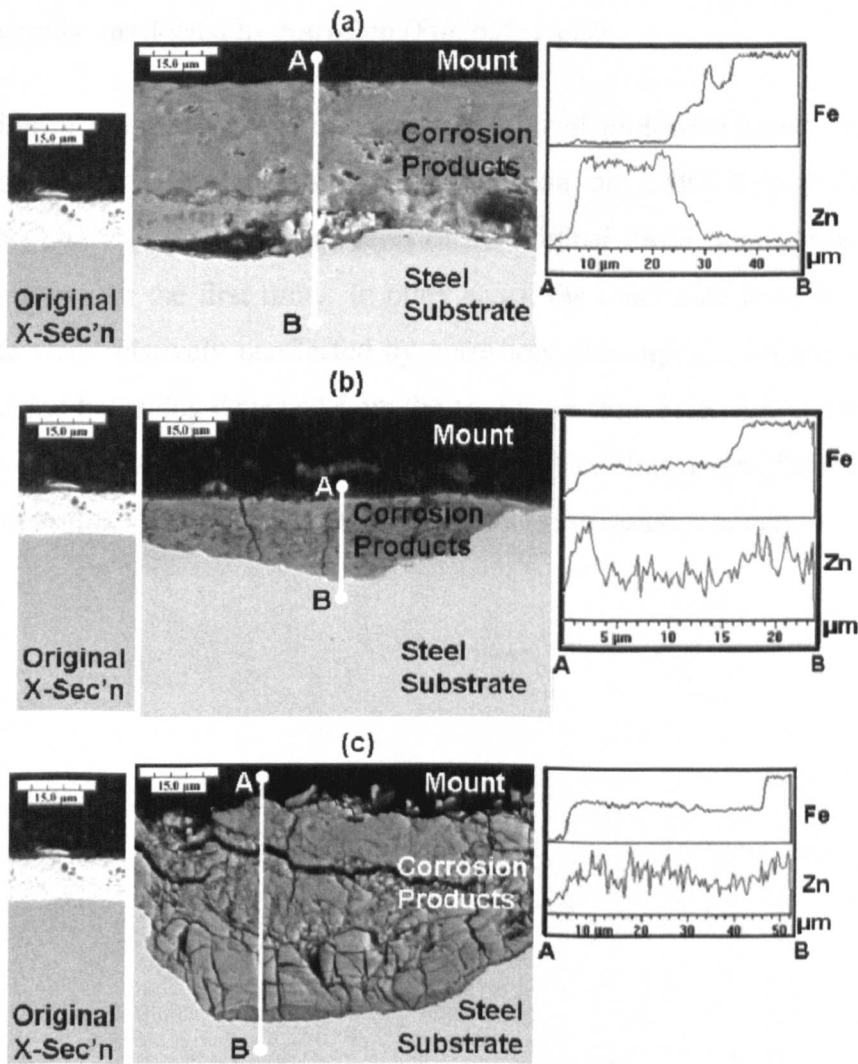 (a)
15.0 µm
A
Mount
Corrosion
Products
Steel
Substrate
B
15.0 µm
Original
X-Sec'n
Fe
Zn
10 µm 20 30 40 µm
A B
(b)
15.0 µm
Mount
A
Corrosion
Products
B
Steel
Substrate
15.0 µm
Original
X-Sec'n
Fe
Zn
5 µm 10 15 20 µm
A B
(c)
15.0 µm
A
Mount
Corrosion
Products
Steel
Substrate
B
15.0 µm
Original
X-Sec'n
Fe
Zn
10 µm 20 30 40 50 µm
A B